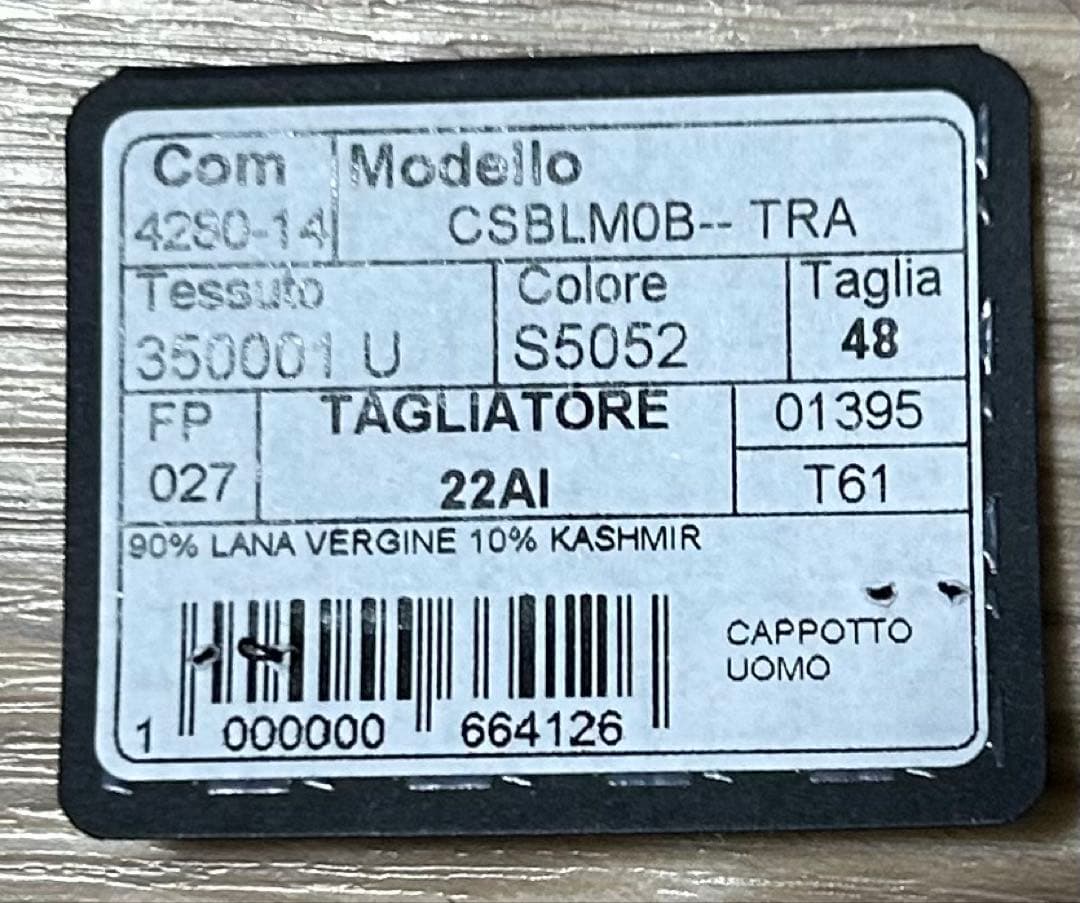 Com Modello
4280-14 CSBLM0B-- TRA
Tessuto Colore Taglia
350001 U S5052 48
FP TAGLIATORE 01395
027 22AI T61
90% LANA VERGINE 10% KASHMIR
CAPPOTTO
UOMO
1 000000 664126